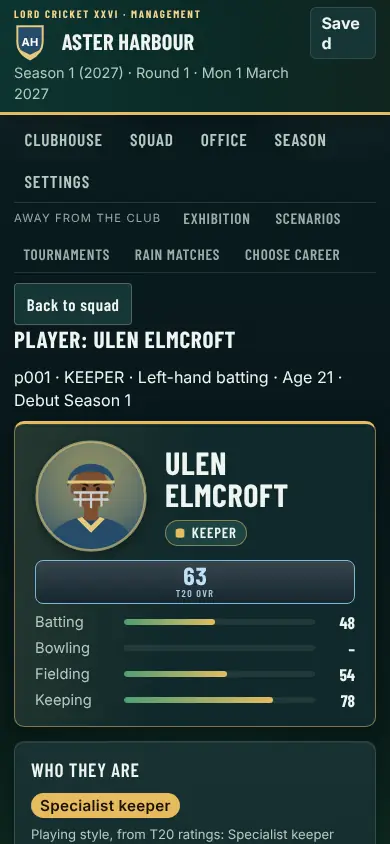 LORD CRICKET XXVI · MANAGEMENT
AH
ASTER HARBOUR
Save
d
Season 1 (2027) · Round 1 · Mon 1 March
2027
CLUBHOUSE SQUAD OFFICE SEASON
SETTINGS
AWAY FROM THE CLUB EXHIBITION SCENARIOS
TOURNAMENTS RAIN MATCHES CHOOSE CAREER
Back to squad
PLAYER: ULEN ELMCROFT
p001 · KEEPER · Left-hand batting · Age 21 ·
Debut Season 1
ULEN
ELMCROFT
KEEPER
63
T20 OVR
Batting 48
Bowling –
Fielding 54
Keeping 78
WHO THEY ARE
Specialist keeper
Playing style, from T20 ratings: Specialist keeper